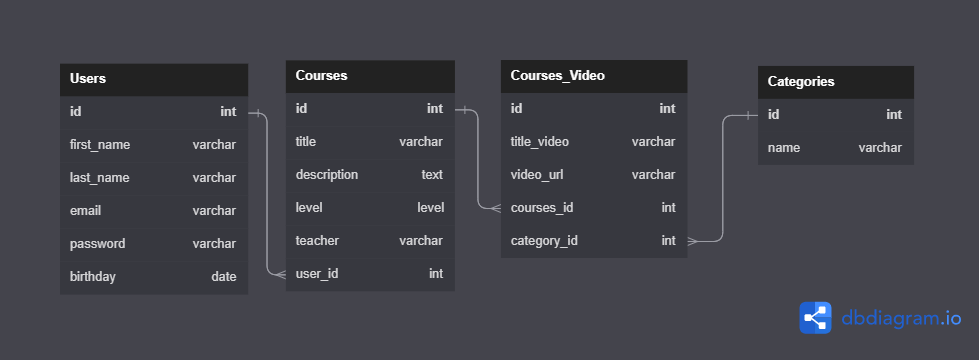 Users
id int
first_name varchar
last_name varchar
email varchar
password varchar
birthday date
Courses
id int
title varchar
description text
level level
teacher varchar
user_id int
Courses_Video
id int
title_video varchar
video_url varchar
courses_id int
category_id int
Categories
id int
name varchar
dbdiagram.io